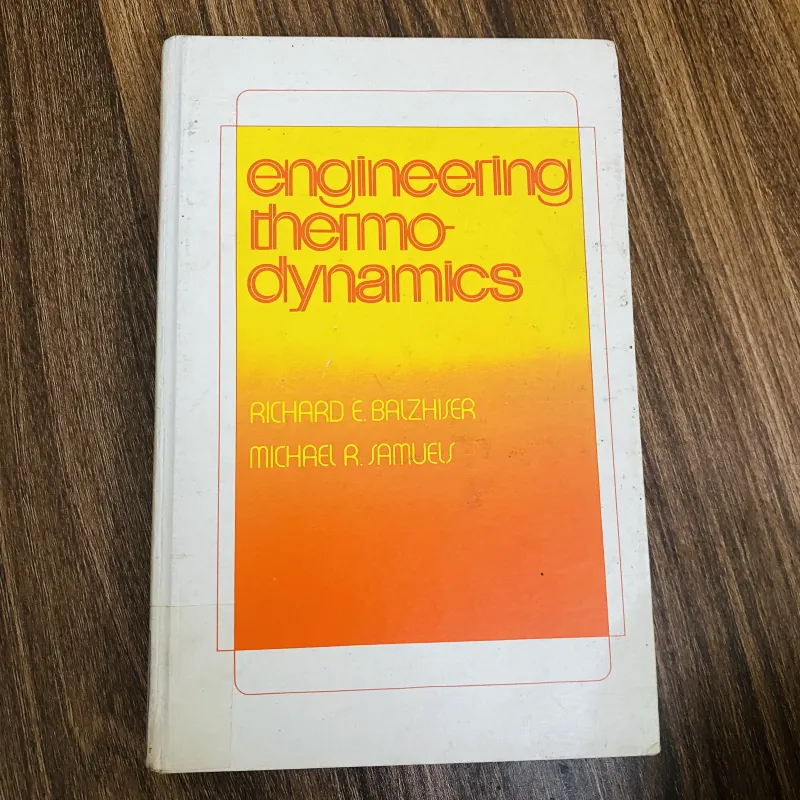 engineering
thermo-
dynamics
RICHARD E. BALZHISER
MICHAEL R. SAMUELS